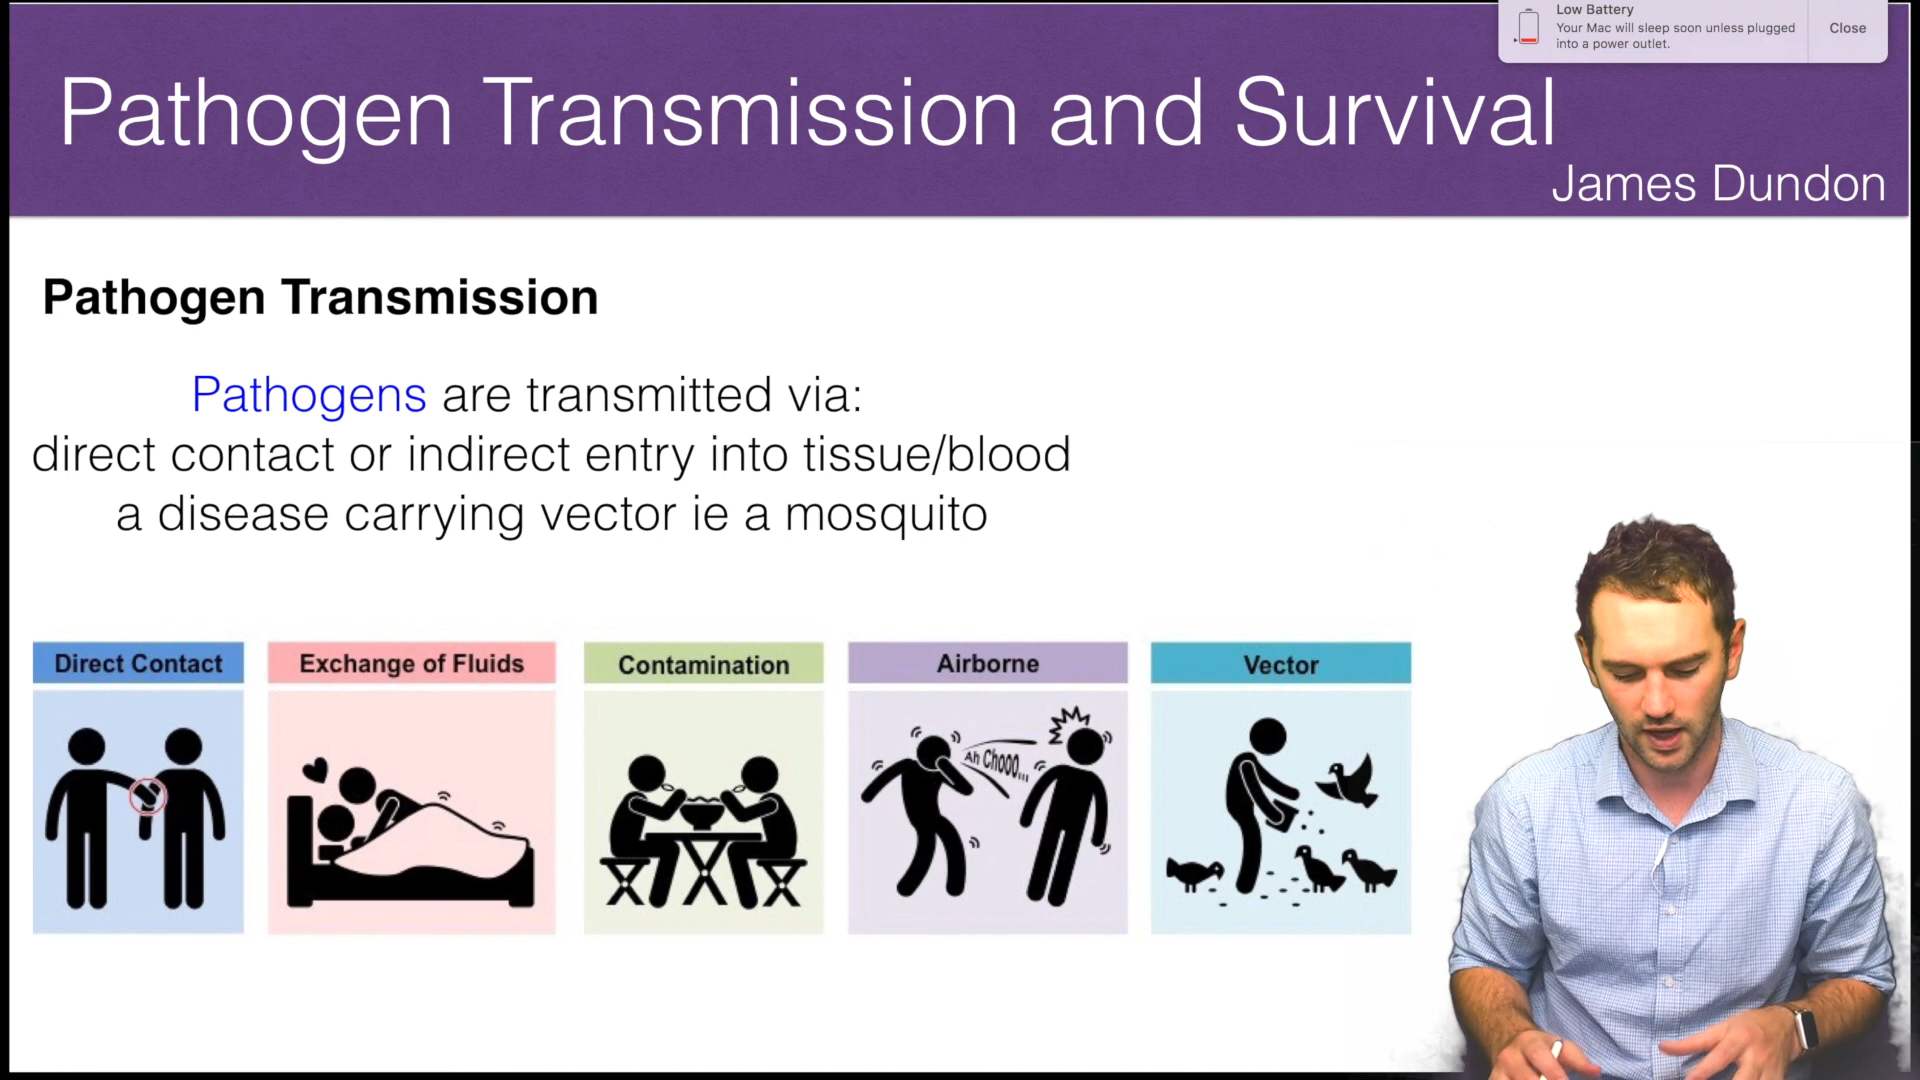 Low Battery
Your Mac will sleep soon unless plugged
into a power outlet.
Close
Pathogen Transmission and Survival
James Dundon
Pathogen Transmission
Pathogens are transmitted via:
direct contact or indirect entry into tissue/blood
a disease carrying vector ie a mosquito
Direct Contact
Exchange of Fluids
Contamination
Airborne
Vector
Ah Chooo...